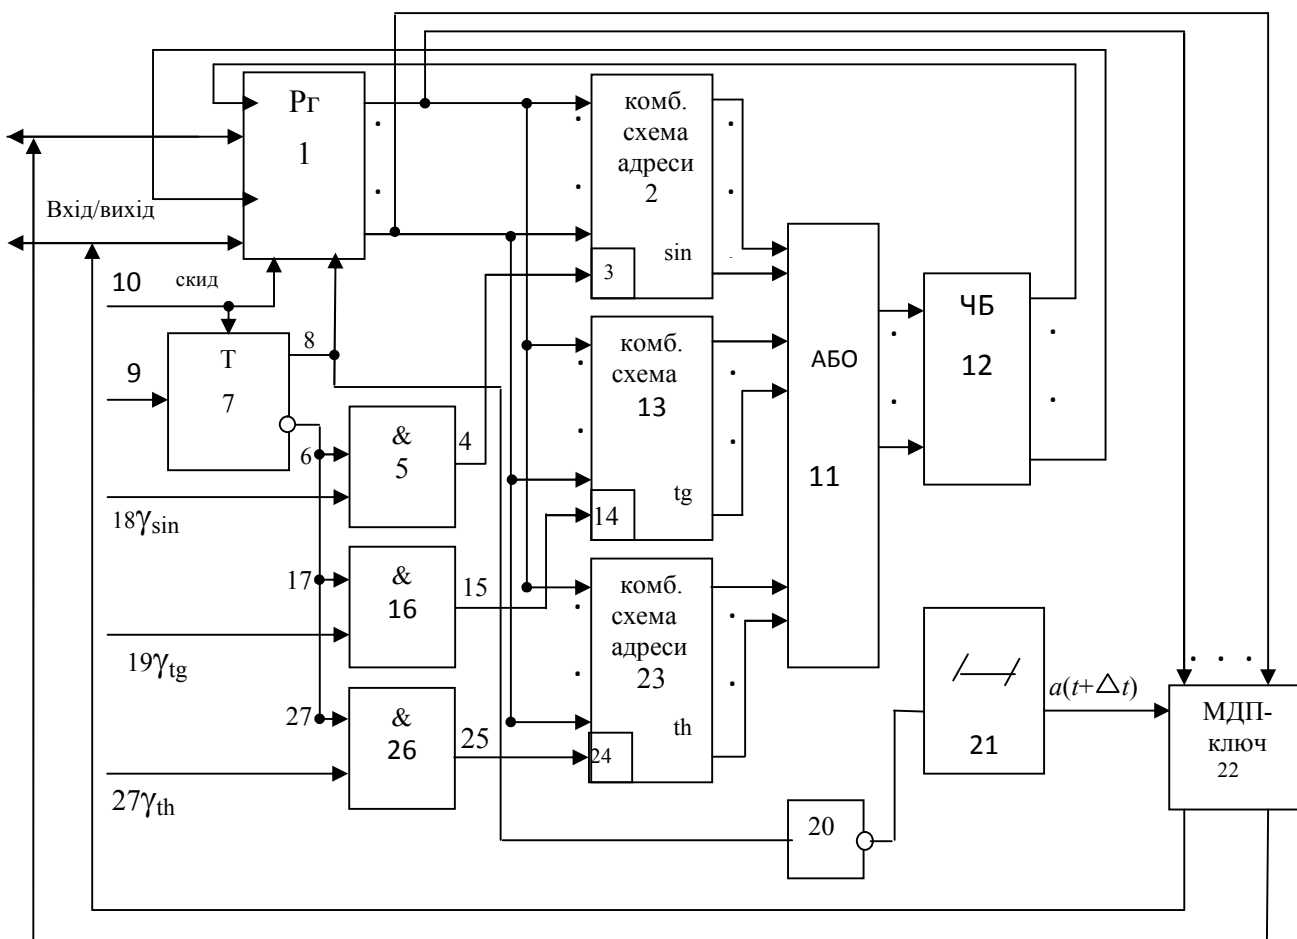 Рг
1
Вхід/вихід
10
скид
9
Т
7
8
6
&
5
4
18γsin
17
&
16
15
19γtg
27
&
26
25
27γth
комб.
схема
адреси
2
sin
3
комб.
схема
13
tg
14
комб.
схема
адреси
23
th
24
АБО
11
ЧБ
12
20
21
a(t+△t)
МДП-
ключ
22